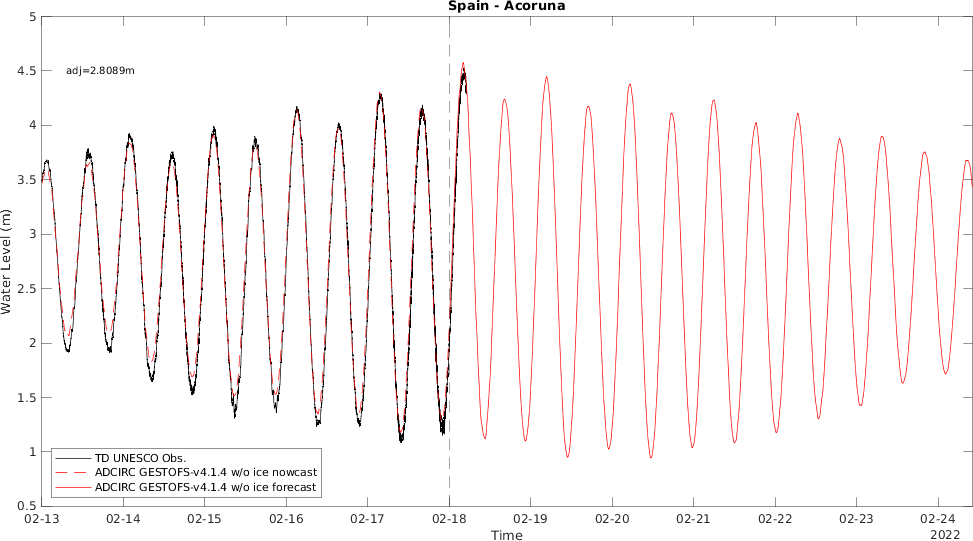 Spain - Acoruna
5
4.5
4
3.5
3
2.5
2
1.5
1
0.5
Water Level (m)
adj=2.8089m
TD UNESCO Obs.
ADCIRC GESTOFS-v4.1.4 w/o ice nowcast
ADCIRC GESTOFS-v4.1.4 w/o ice forecast
02-13 02-14 02-15 02-16 02-17 02-18 02-19 02-20 02-21 02-22 02-23 02-24
2022
Time